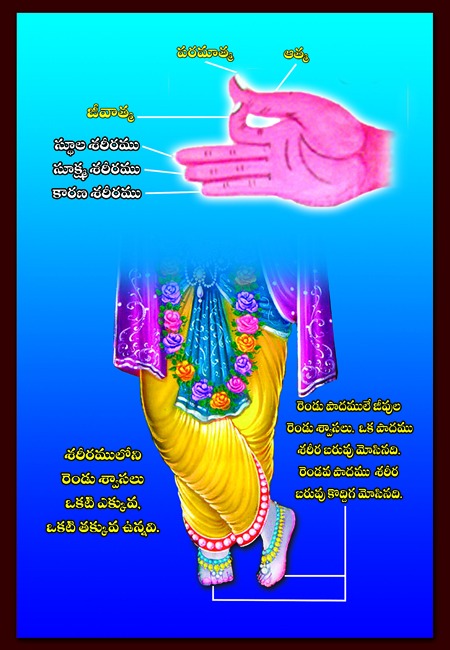 పరమాత్మ
ఆత్మ
జీవాత్మ
స్థూల శరీరము
సూక్ష్మ శరీరము
కారణ శరీరము
రెండు పాదములే జీవుల
రెండు శ్వాసలు. ఒక పాదము
శరీర బరువు మోసినది.
రెండవ పాదము శరీర
బరువు కొద్దిగ మోసినది.
శరీరములోని
రెండు శ్వాసలు
ఒకటి ఎక్కువ,
ఒకటి తక్కువ ఉన్నవి.